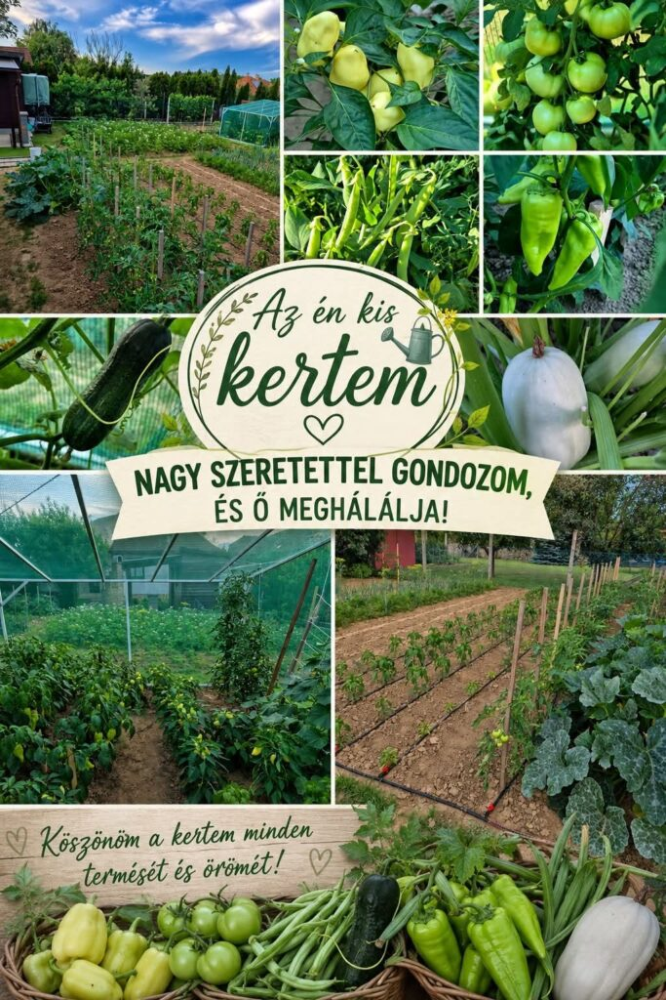 Az én kis
kertem
NAGY SZERETETTEL GONDOZOM,
ÉS Ő MEGHÁLÁLJA!
Köszönöm a kertem minden
termését és örömét!